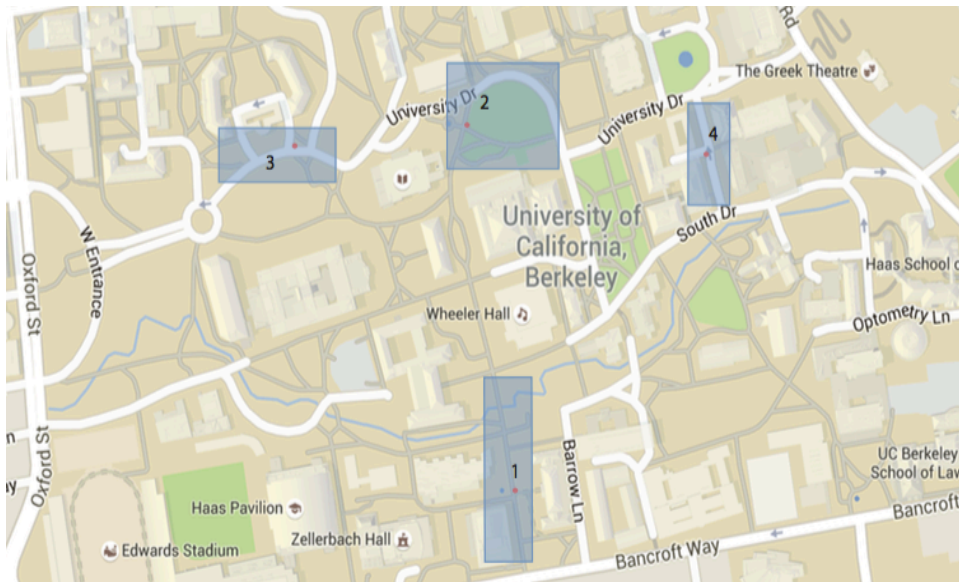 Rd
The Greek Theatre
University Dr
2
University Dr
4
3
University of
California,
Berkeley
South Dr
W Entrance
Oxford St
Haas School o
Wheeler Hall
Optometry Ln
Oxford St
1
Barrow Ln
UC Berkeley
School of Law
Haas Pavilion
Zellerbach Hall
Edwards Stadium
Bancroft Way
Bancroft